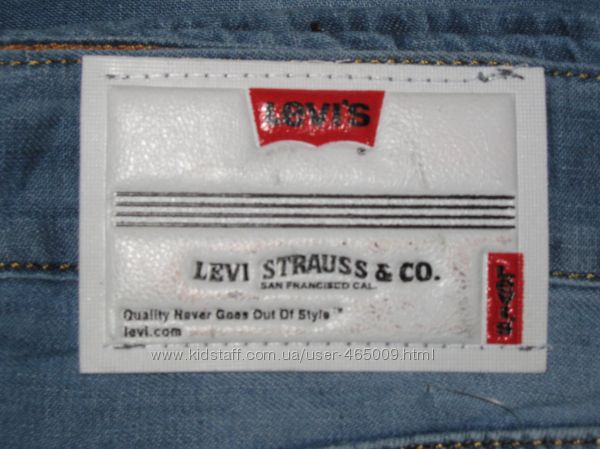 LEVI'S
®
LEVI STRAUSS & CO.
SAN FRANCISCO CAL.
Quality Never Goes Out Of Style™
levi.com
LEVI'S
www.kidstaff.com.ua/user-465009.html